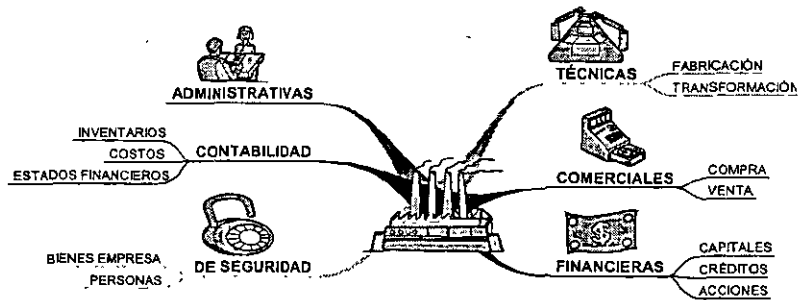 ADMINISTRATIVAS
INVENTARIOS
COSTOS
ESTADOS FINANCIEROS
CONTABILIDAD
BIENES EMPRESA
PERSONAS
DE SEGURIDAD
TÉCNICAS
FABRICACIÓN
TRANSFORMACIÓN
COMERCIALES
COMPRA
VENTA
FINANCIERAS
CAPITALES
CRÉDITOS
ACCIONES